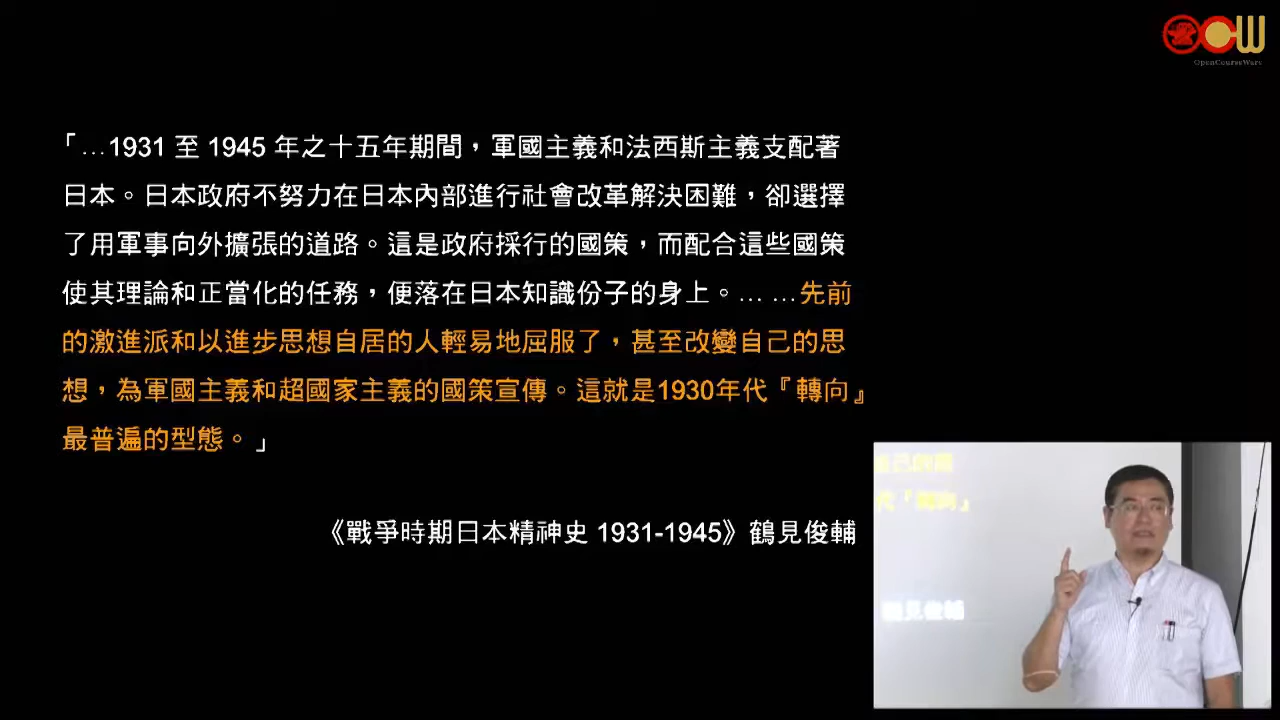 OpenCourseWare
「…1931 至 1945 年之十五年期間，軍國主義和法西斯主義支配著
日本。日本政府不努力在日本內部進行社會改革解決困難，卻選擇
了用軍事向外擴張的道路。這是政府採行的國策，而配合這些國策
使其理論和正當化的任務，便落在日本知識份子的身上。… …先前
的激進派和以進步思想自居的人輕易地屈服了，甚至改變自己的思
想，為軍國主義和超國家主義的國策宣傳。這就是1930年代『轉向』
最普遍的型態。」
《戰爭時期日本精神史 1931-1945》鶴見俊輔